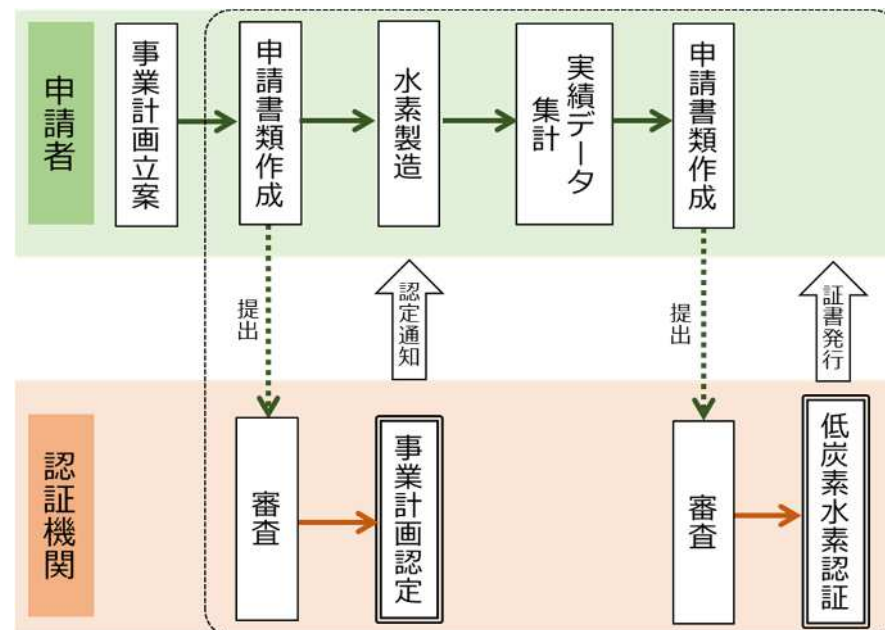 申請者
事業計画立案
申請書類作成
水素製造
実績データ
集計
申請書類作成
提出
認定通知
提出
証書発行
認証機関
審査
事業計画認定
審査
低炭素水素認証